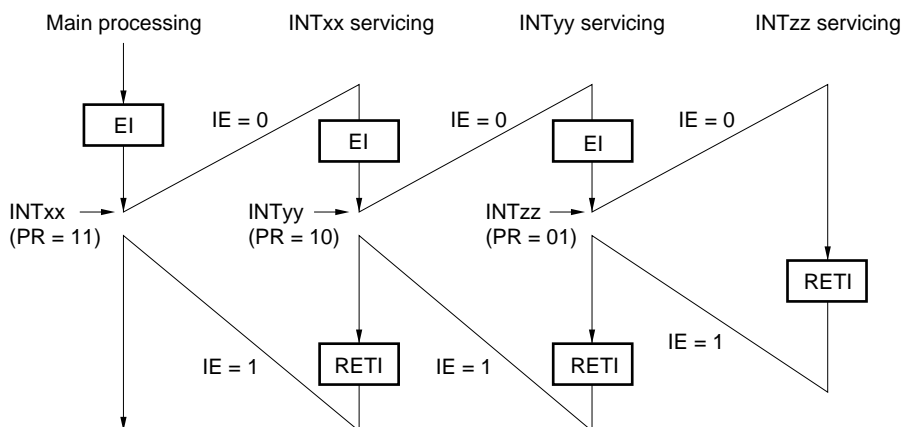 Main processing
INTxx servicing
INTyy servicing
INTzz servicing
EI
IE = 0
EI
IE = 0
EI
IE = 0
INTxx
(PR = 11)
INTyy
(PR = 10)
INTzz
(PR = 01)
RETI
IE = 1
RETI
IE = 1
RETI
IE = 1